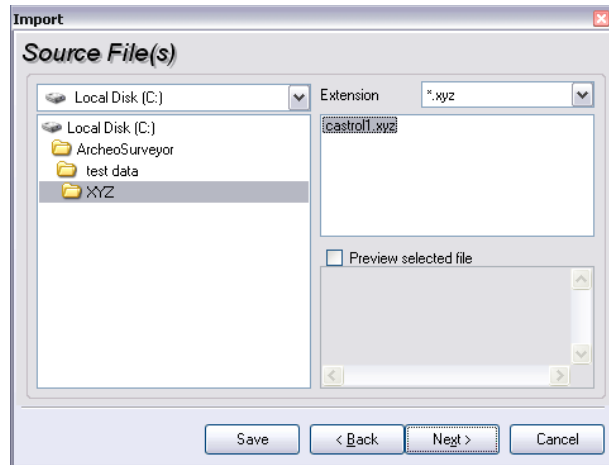 Import
Source File(s)
Local Disk (C:)
Extension
*.xyz
Local Disk (C:)
ArcheoSurveyor
test data
XYZ
castrol1.xyz
Preview selected file
Save
< Back
Next >
Cancel